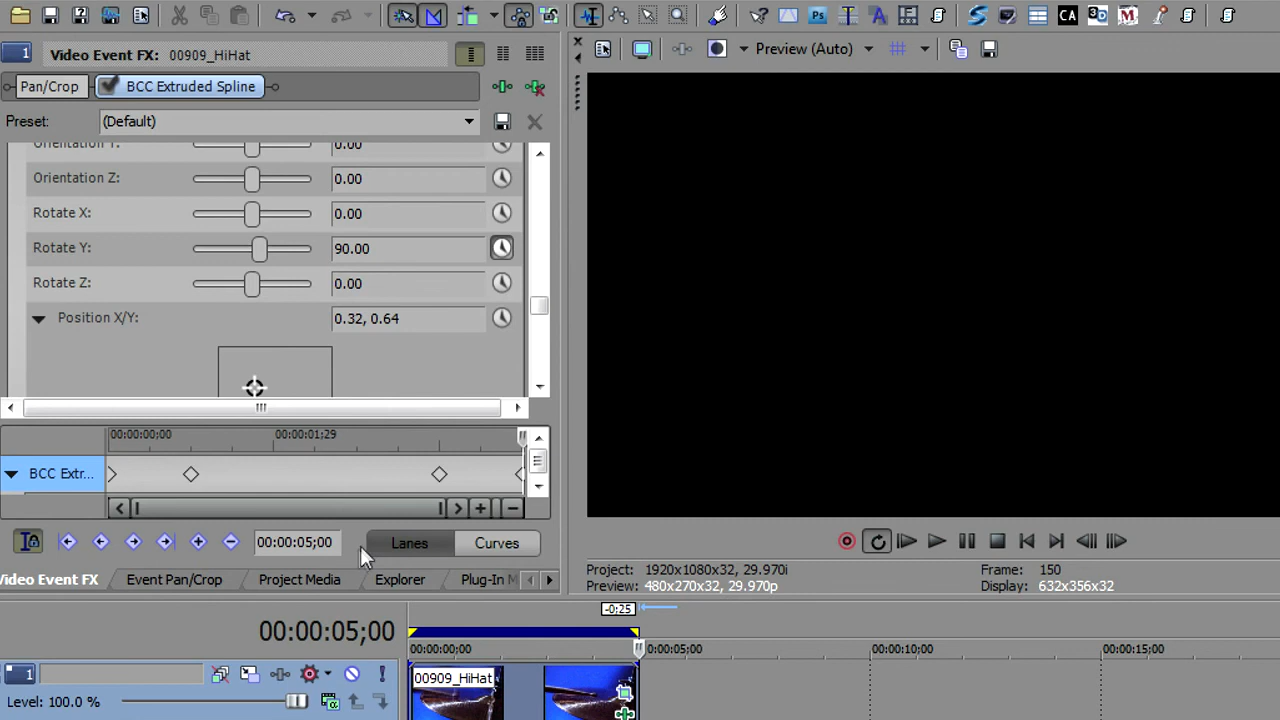 Ps
A
S
CA
3D
M
1
Video Event FX: 00909_HiHat
Preview (Auto)
Pan/Crop
BCC Extruded Spline
Preset:
(Default)
0.00
Orientation Z:
0.00
Rotate X:
0.00
Rotate Y:
90.00
Rotate Z:
0.00
Position X/Y:
0.32, 0.64
00:00:00;00
00:00:01;29
BCC Extr...
00:00:05;00
Lanes
Curves
Project: 1920x1080x32, 29.970i
Frame: 150
Preview: 480x270x32, 29.970p
Display: 632x356x32
Video Event FX
Event Pan/Crop
Project Media
Explorer
Plug-In M
-0;25
00:00:05;00
00:00:00;00
00:00:05;00
00:00:10;00
00:00:15;00
1
00909_HiHat
Level: 100.0 %